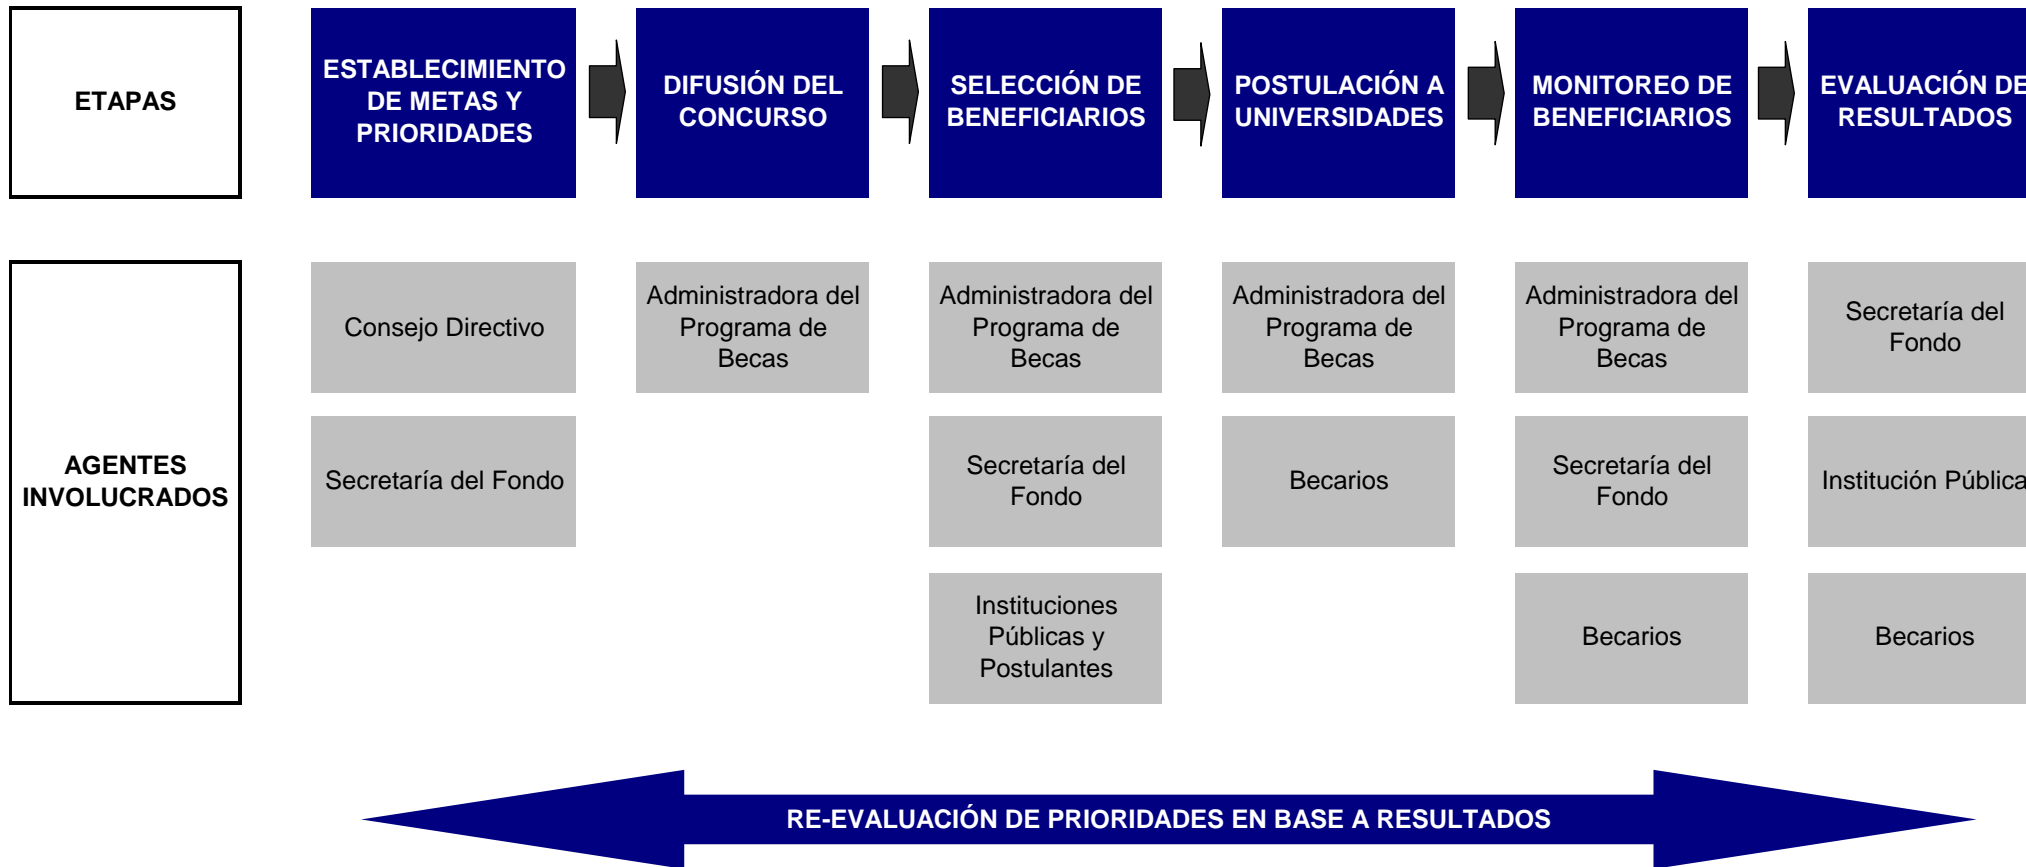 ETAPAS
ESTABLECIMIENTO
DE METAS Y
PRIORIDADES
DIFUSIÓN DEL
CONCURSO
SELECCIÓN DE
BENEFICIARIOS
POSTULACIÓN A
UNIVERSIDADES
MONITOREO DE
BENEFICIARIOS
EVALUACIÓN DE
RESULTADOS
AGENTES
INVOLUCRADOS
Consejo Directivo
Administradora del
Programa de
Becas
Administradora del
Programa de
Becas
Administradora del
Programa de
Becas
Administradora del
Programa de
Becas
Secretaría del
Fondo
Secretaría del Fondo
Secretaría del
Fondo
Becarios
Secretaría del
Fondo
Institución Pública
Instituciones
Públicas y
Postulantes
Becarios
Becarios
RE-EVALUACIÓN DE PRIORIDADES EN BASE A RESULTADOS